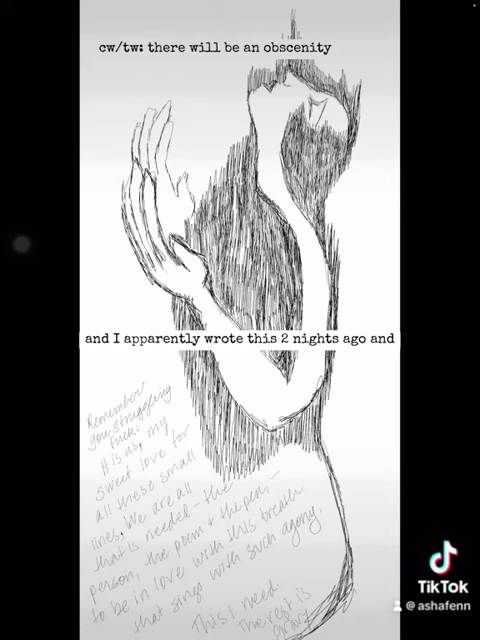 cw/tw: there will be an obscenity
and I apparently wrote this 2 nights ago and
Remember
you struggling
fuck:
it is us, my
sweet love for
all these small
lines. We are all
that is needed - the
person, the poem & the pen, -
to be in love with this breath
that sings with such agony.
This I need.
The rest is
TikTok
@ashafenn